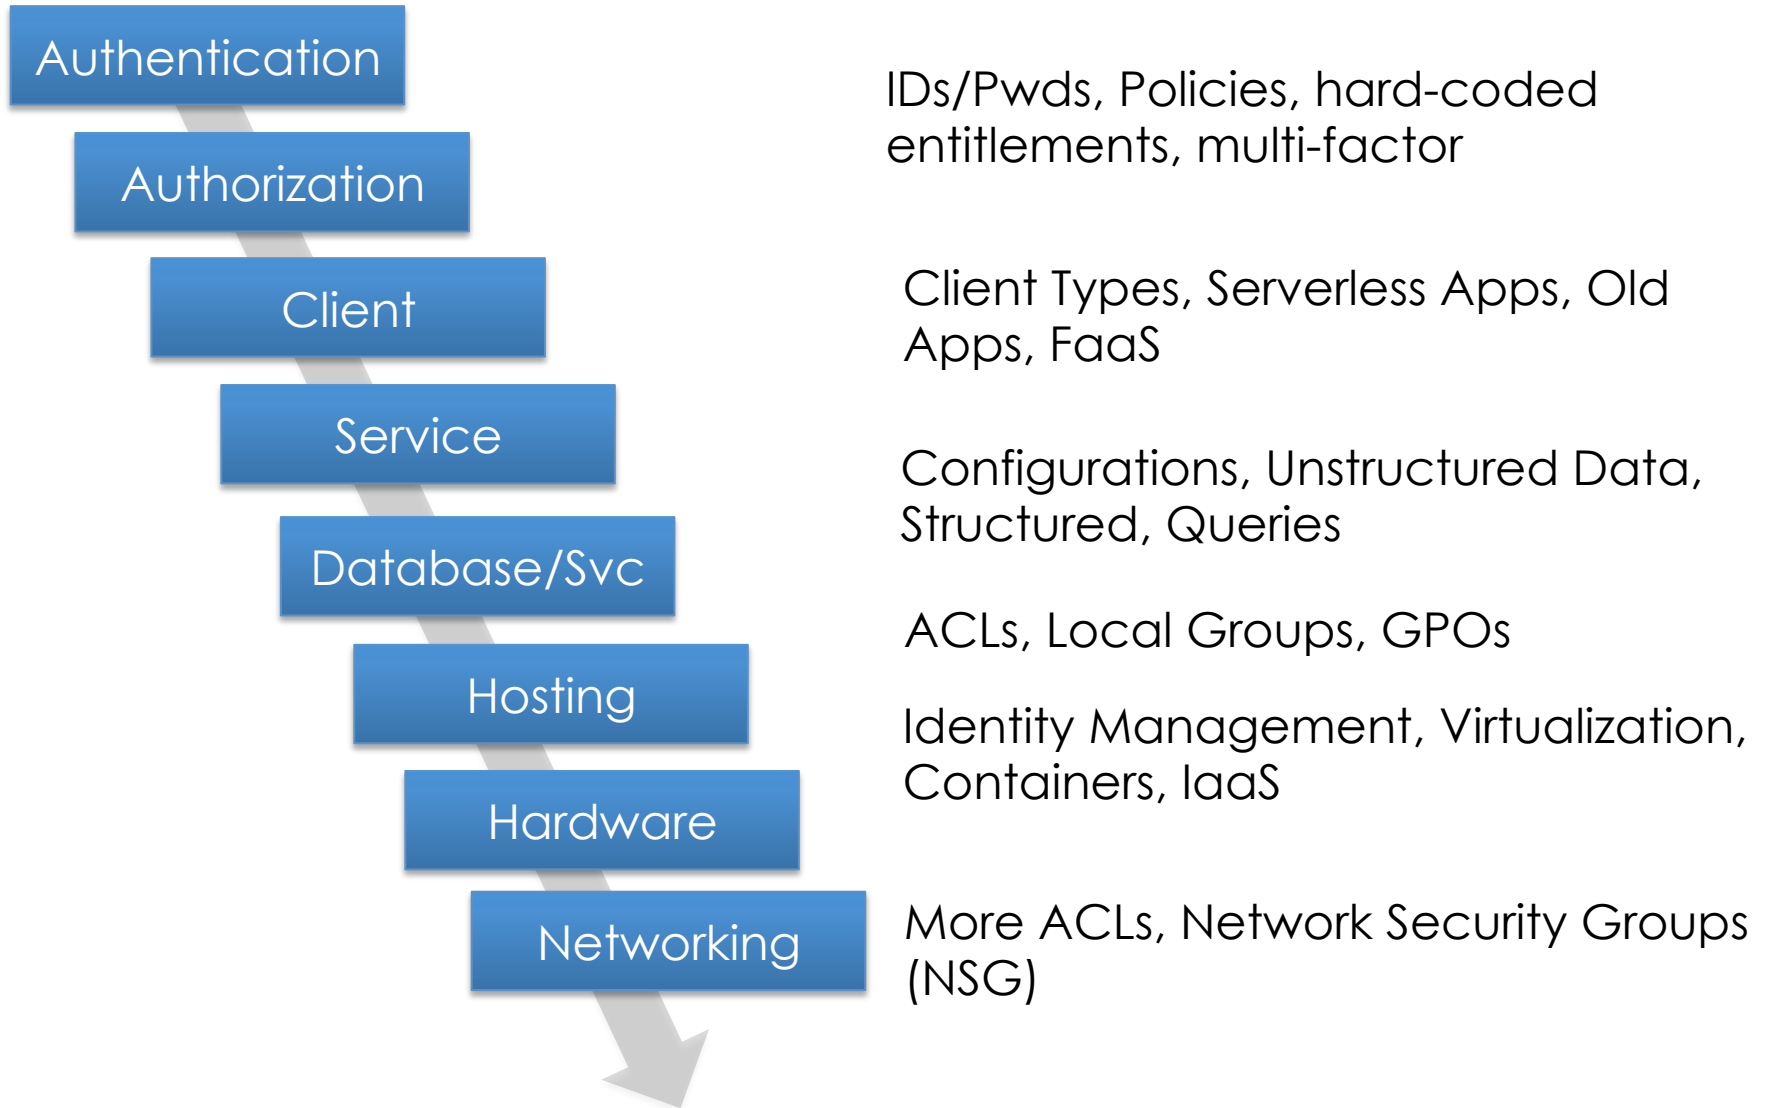 Authentication
IDs/Pwds, Policies, hard-coded
entitlements, multi-factor
Authorization
Client
Client Types, Serverless Apps, Old
Apps, FaaS
Service
Configurations, Unstructured Data,
Structured, Queries
Database/Svc
ACLs, Local Groups, GPOs
Hosting
Identity Management, Virtualization,
Containers, IaaS
Hardware
Networking
More ACLs, Network Security Groups
(NSG)